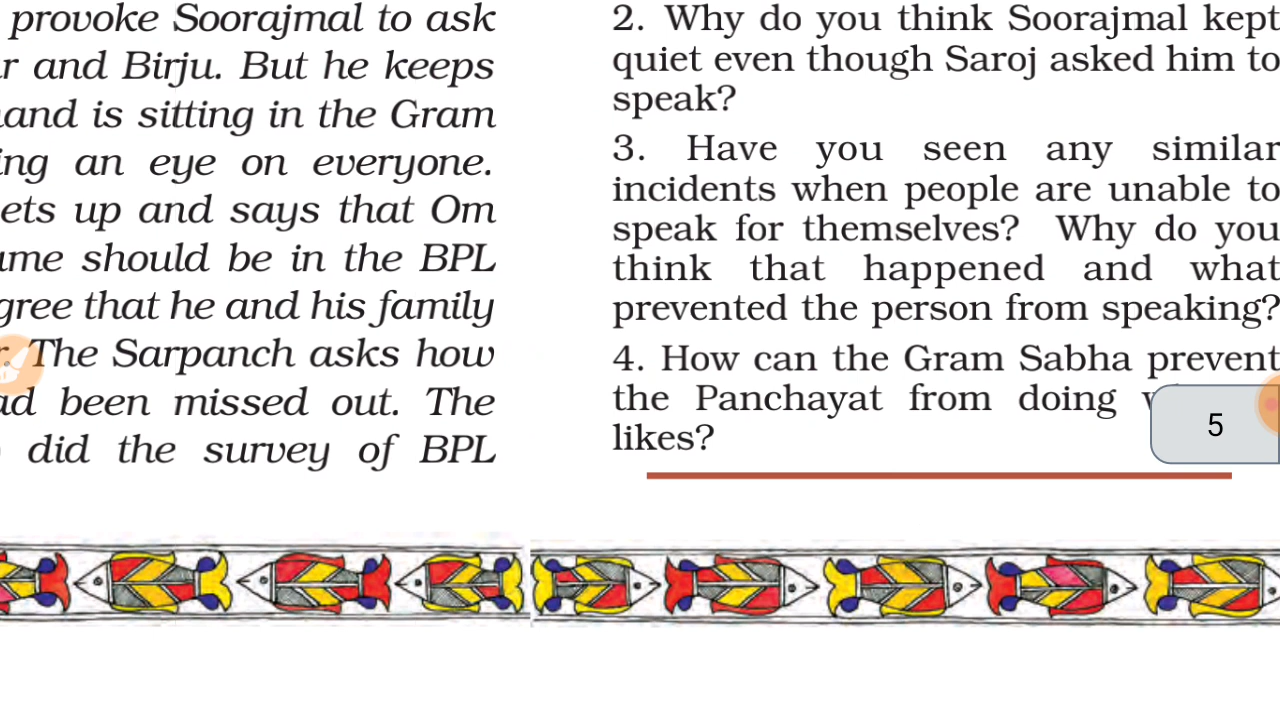 provoke Soorajmal to ask
r and Birju. But he keeps
and is sitting in the Gram
ing an eye on everyone.
ets up and says that Om
ame should be in the BPL
gree that he and his family
r. The Sarpanch asks how
ad been missed out. The
did the survey of BPL
2. Why do you think Soorajmal kept
quiet even though Saroj asked him to
speak?
3. Have you seen any similar
incidents when people are unable to
speak for themselves? Why do you
think that happened and what
prevented the person from speaking?
4. How can the Gram Sabha prevent
the Panchayat from doing
likes?
5